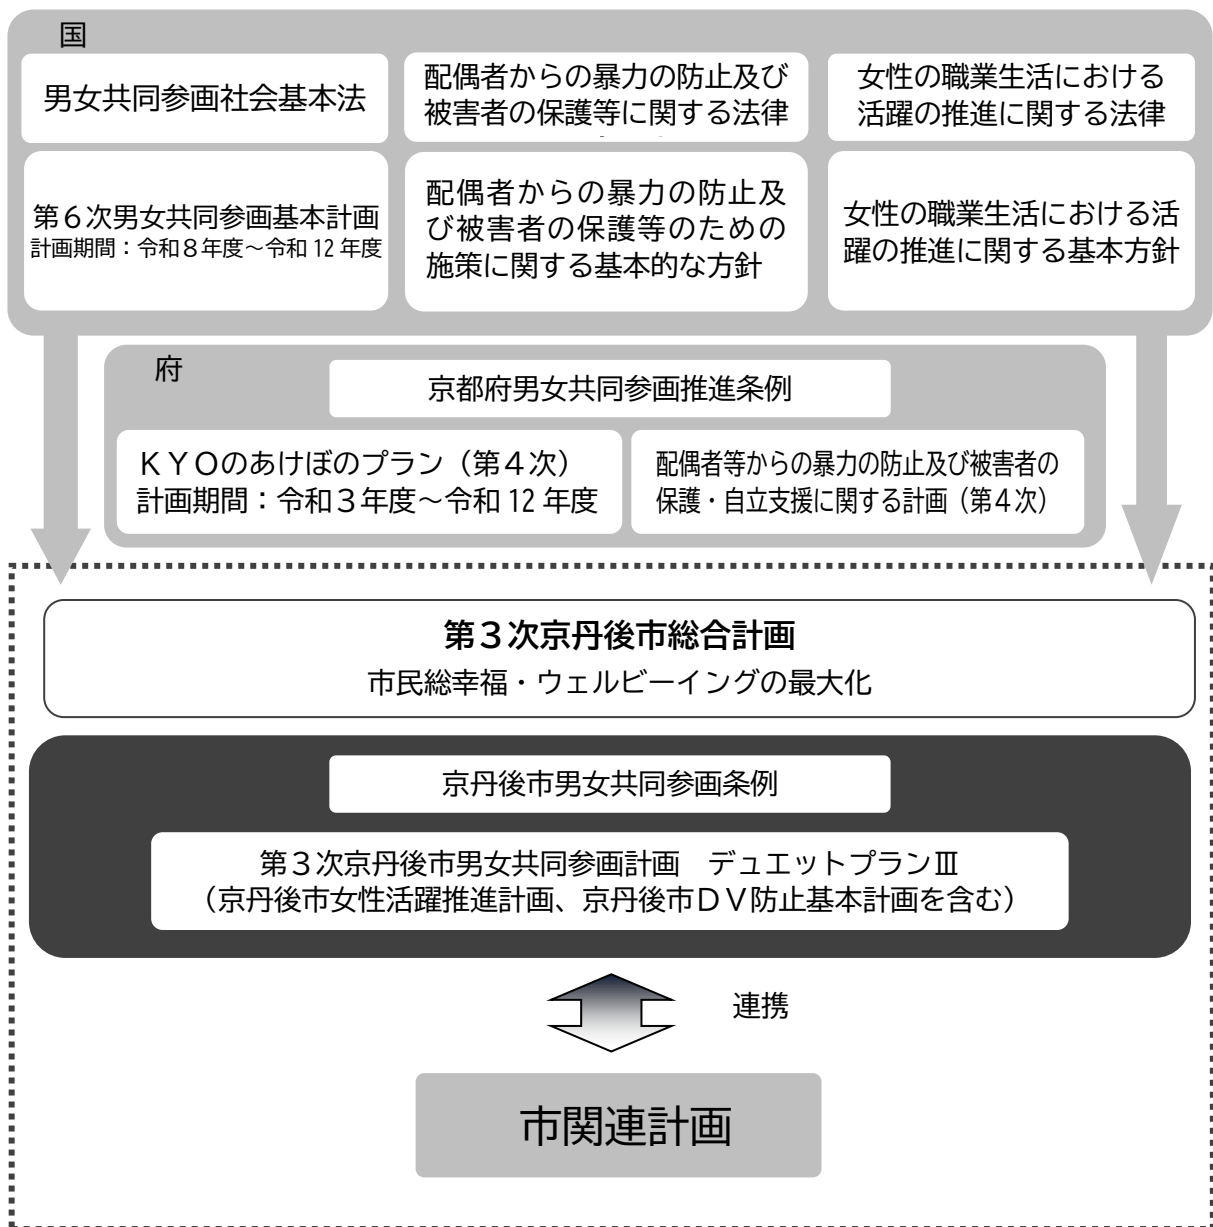 国
男女共同参画社会基本法
配偶者からの暴力の防止及び
被害者の保護等に関する法律
女性の職業生活における
活躍の推進に関する法律
第６次男女共同参画基本計画
計画期間：令和８年度～令和 12 年度
配偶者からの暴力の防止及
び被害者の保護等のための
施策に関する基本的な方針
女性の職業生活における活
躍の推進に関する基本方針
府
京都府男女共同参画推進条例
ＫＹＯのあけぼのプラン（第４次）
計画期間：令和３年度～令和 12 年度
配偶者等からの暴力の防止及び被害者の
保護・自立支援に関する計画（第４次）
第３次京丹後市総合計画
市民総幸福・ウェルビーイングの最大化
京丹後市男女共同参画条例
第３次京丹後市男女共同参画計画　デュエットプランⅢ
（京丹後市女性活躍推進計画、京丹後市ＤＶ防止基本計画を含む）
連携
市関連計画